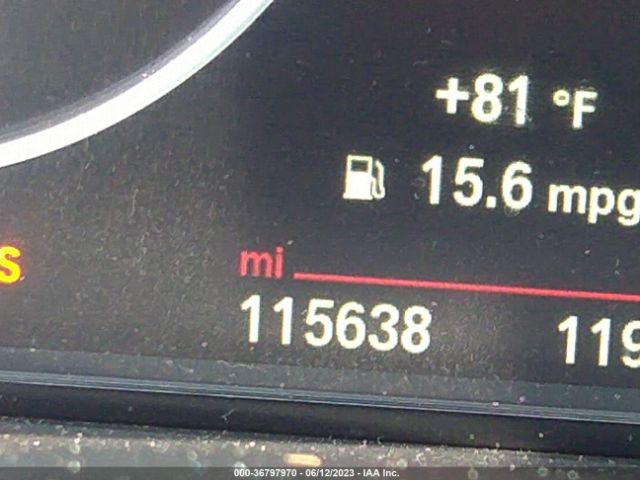 +81 °F
15.6 mpg
S
mi
115638 119
000-36797970 - 06/12/2023 - IAA Inc.